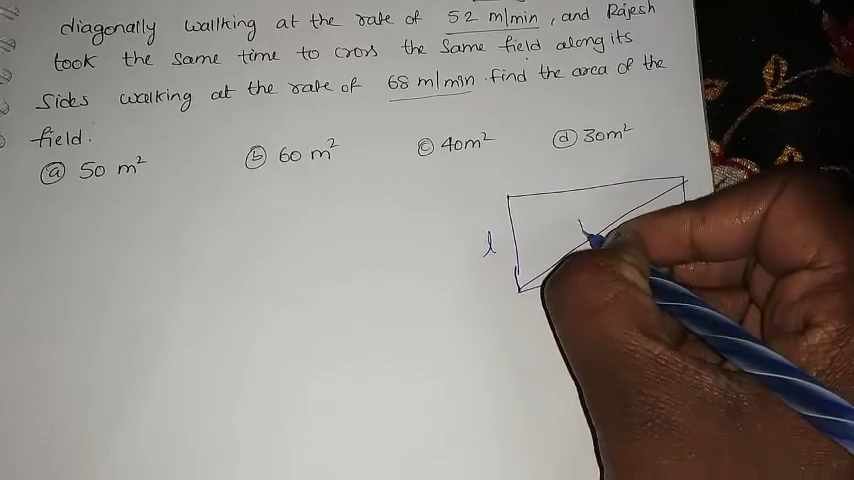 diagonally wallking at the rate of 52 m/min, and Rajesh
took the same time to cross the same field along its
Sides walking at the rate of 68 m/min. find the area of the
field.
ⓐ 50 m² ⓑ 60 m² ⓒ 40m² ⓓ 30m²
l